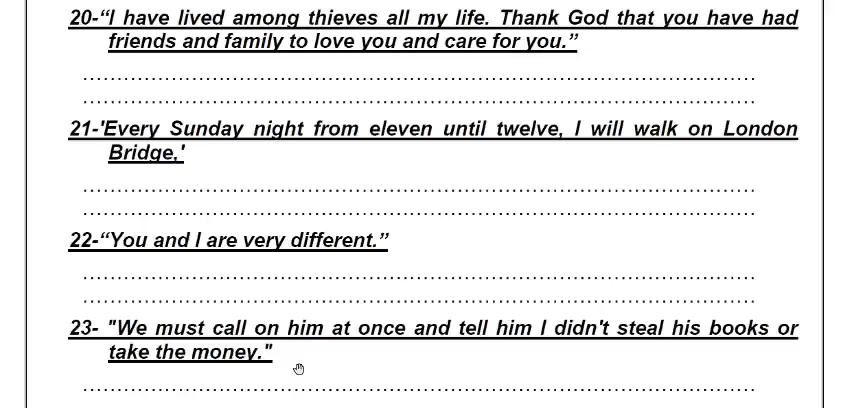 20-“I have lived among thieves all my life. Thank God that you have had
friends and family to love you and care for you.”
……………………………………………………………………………………
……………………………………………………………………………………
21-'Every Sunday night from eleven until twelve, I will walk on London
Bridge,'
……………………………………………………………………………………
……………………………………………………………………………………
22-“You and I are very different.”
……………………………………………………………………………………
……………………………………………………………………………………
23- "We must call on him at once and tell him I didn't steal his books or
take the money."
……………………………………………………………………………………